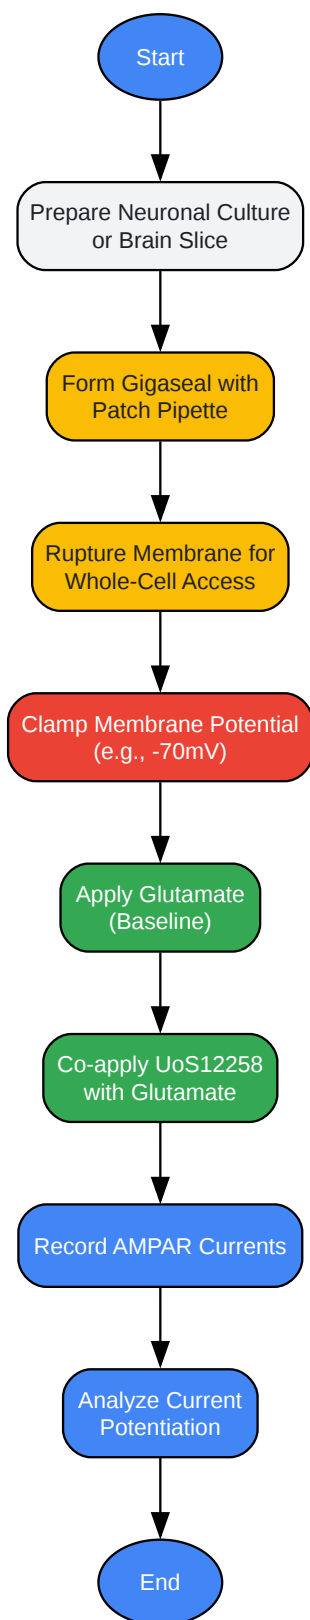 Start
Prepare Neuronal Culture
or Brain Slice
Form Gigaseal with
Patch Pipette
Rupture Membrane for
Whole-Cell Access
Clamp Membrane Potential
(e.g., -70mV)
Apply Glutamate
(Baseline)
Co-apply UoS12258
with Glutamate
Record AMPAR Currents
Analyze Current
Potentiation
End